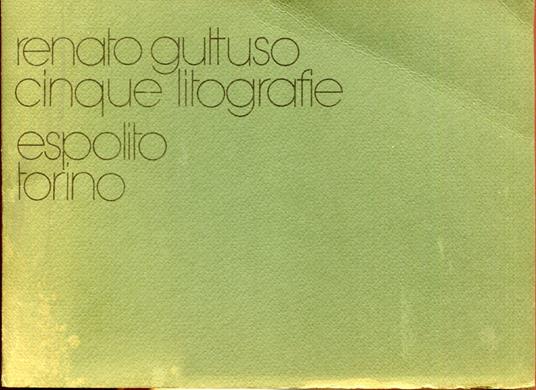 renato guttuso
cinque litografie
espolito
torino